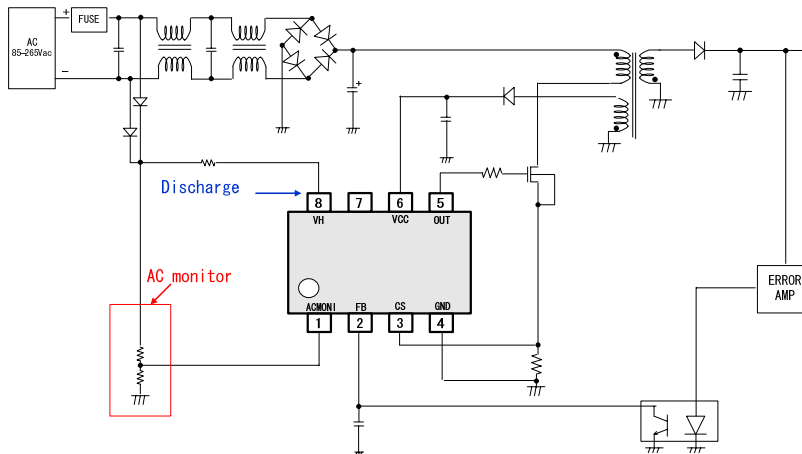 AC
85–265Vac
+
−
FUSE
+
Discharge
8
7
6
5
VH
VCC
OUT
AC monitor
ACMONI
FB
CS
GND
1
2
3
4
ERROR
AMP